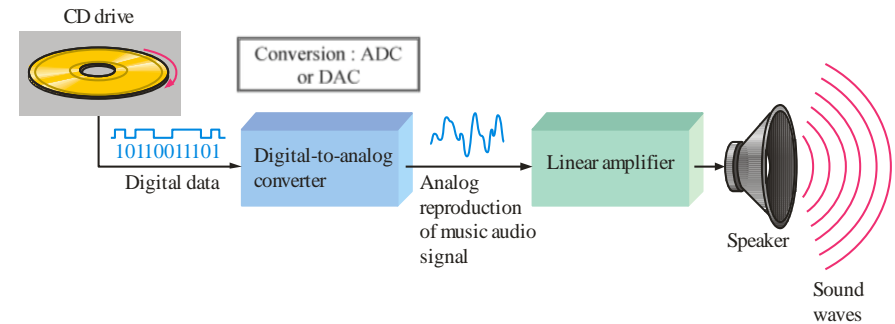 CD drive
Conversion : ADC
or DAC
10110011101
Digital data
Digital-to-analog
converter
Analog
reproduction
of music audio
signal
Linear amplifier
Speaker
Sound
waves